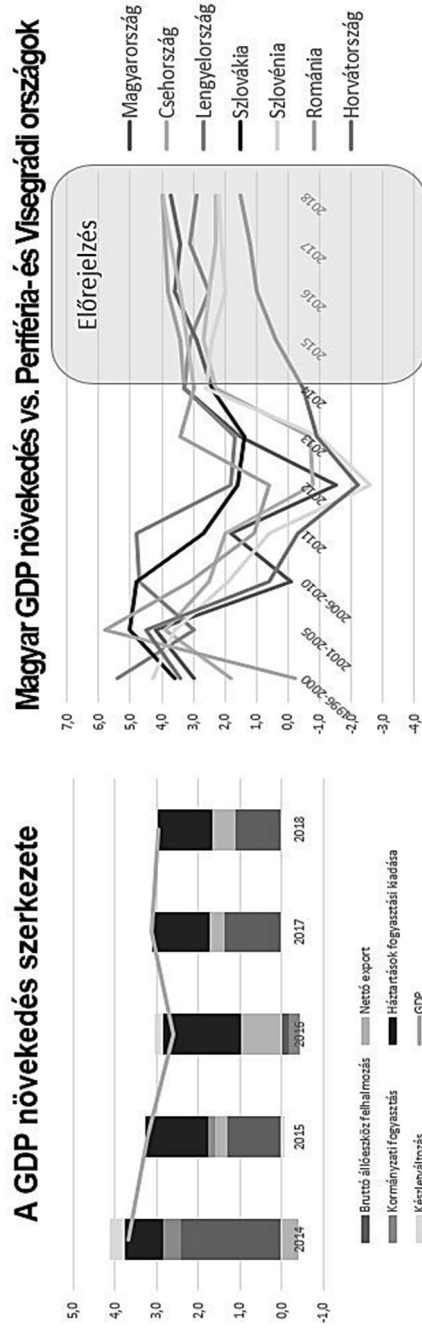 A GDP növekedés szerkezete
5,0
4,0
3,0
2,0
1,0
0,0
-1,0
2014
2015
2016
2017
2018
Bruttó állóeszköz felhalmozás
Nettó export
Kormányzati fogyasztás
Háztartások fogyasztási kiadása
Készletváltozás
GDP
Magyar GDP növekedés vs. Periféria- és Visegrádi országok
7,0
6,0
5,0
4,0
3,0
2,0
1,0
0,0
-1,0
-2,0
-3,0
-4,0
Előrejelzés
1996-2000
2001-2005
2006-2010
2011
2012
2013
2014
2015
2016
2017
2018
Magyarország
Csehország
Lengyelország
Szlovákia
Szlovénia
Románia
Horvátország